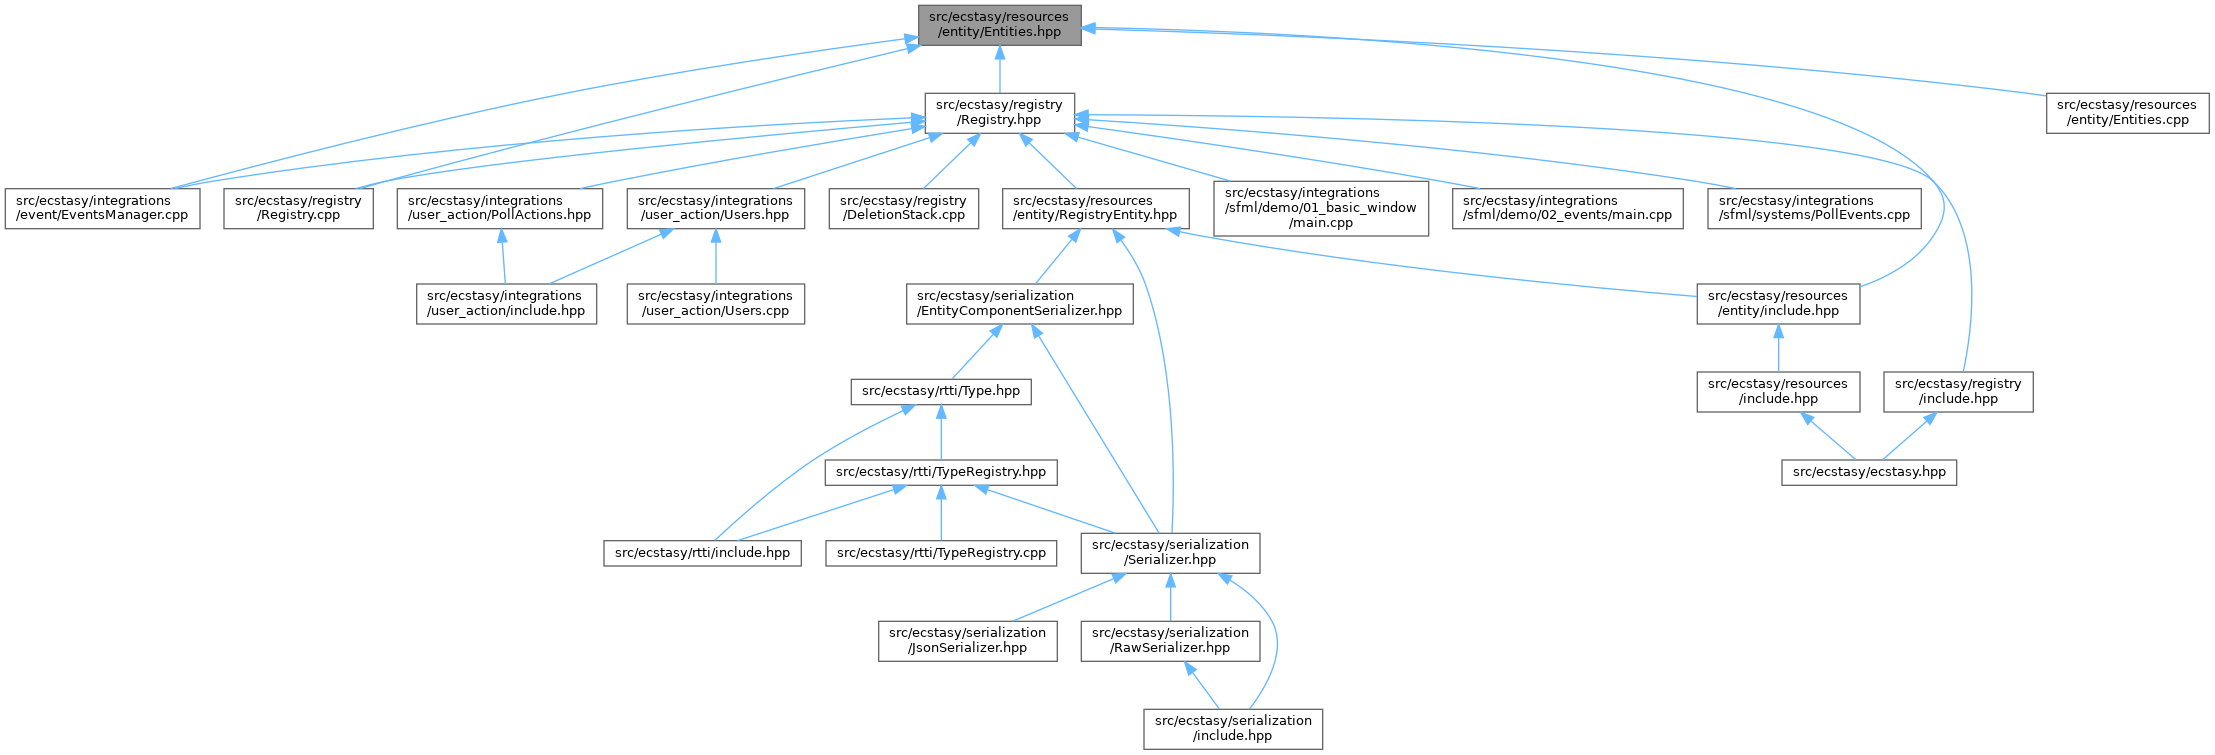 src/ecstasy/resources
/entity/Entities.hpp
src/ecstasy/registry
/Registry.hpp
src/ecstasy/resources
/entity/Entities.cpp
src/ecstasy/integrations
/event/EventsManager.cpp
src/ecstasy/registry
/Registry.cpp
src/ecstasy/integrations
/user_action/PollActions.hpp
src/ecstasy/integrations
/user_action/Users.hpp
src/ecstasy/registry
/DeletionStack.cpp
src/ecstasy/resources
/entity/RegistryEntity.hpp
src/ecstasy/integrations
/sfml/demo/01_basic_window
/main.cpp
src/ecstasy/integrations
/sfml/demo/02_events/main.cpp
src/ecstasy/integrations
/sfml/systems/PollEvents.cpp
src/ecstasy/integrations
/user_action/include.hpp
src/ecstasy/integrations
/user_action/Users.cpp
src/ecstasy/serialization
/EntityComponentSerializer.hpp
src/ecstasy/resources
/entity/include.hpp
src/ecstasy/rtti/Type.hpp
src/ecstasy/resources
/include.hpp
src/ecstasy/registry
/include.hpp
src/ecstasy/rtti/TypeRegistry.hpp
src/ecstasy/ecstasy.hpp
src/ecstasy/rtti/include.hpp
src/ecstasy/rtti/TypeRegistry.cpp
src/ecstasy/serialization
/Serializer.hpp
src/ecstasy/serialization
/JsonSerializer.hpp
src/ecstasy/serialization
/RawSerializer.hpp
src/ecstasy/serialization
/include.hpp